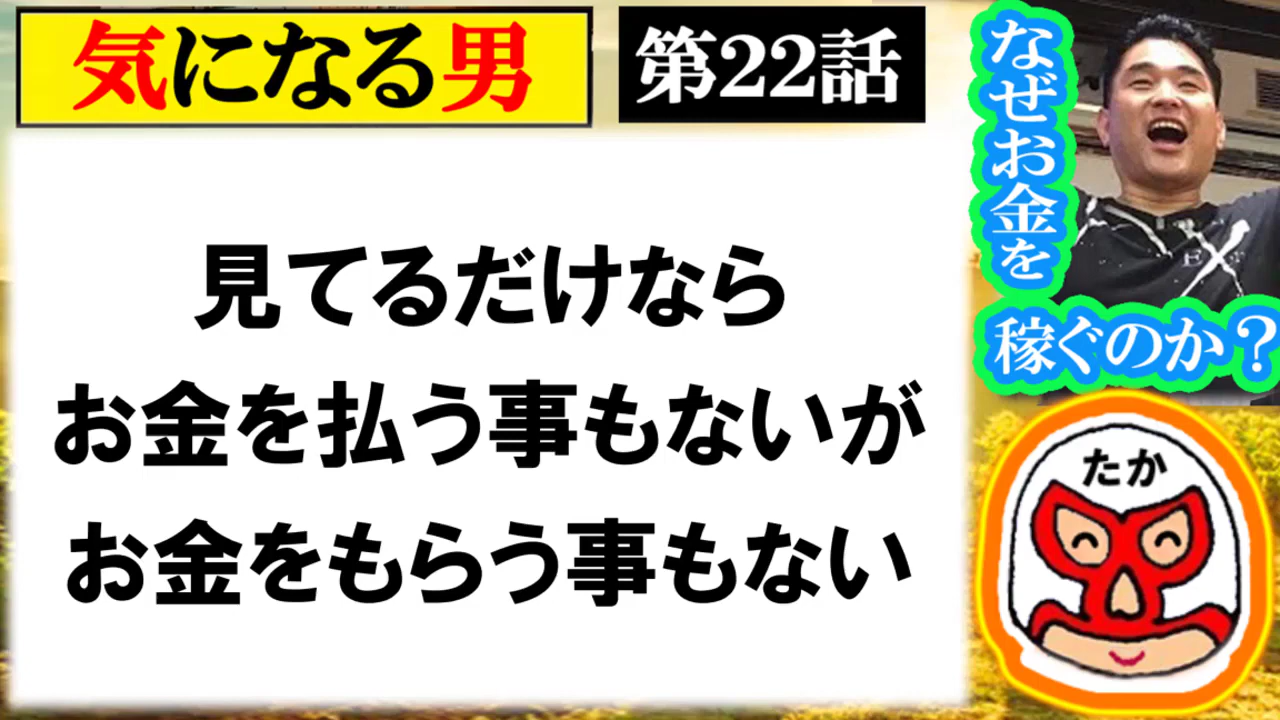 気になる男
第22話
なぜお金を
稼ぐのか？
見てるだけなら
お金を払う事もないが
お金をもらう事もない
たか